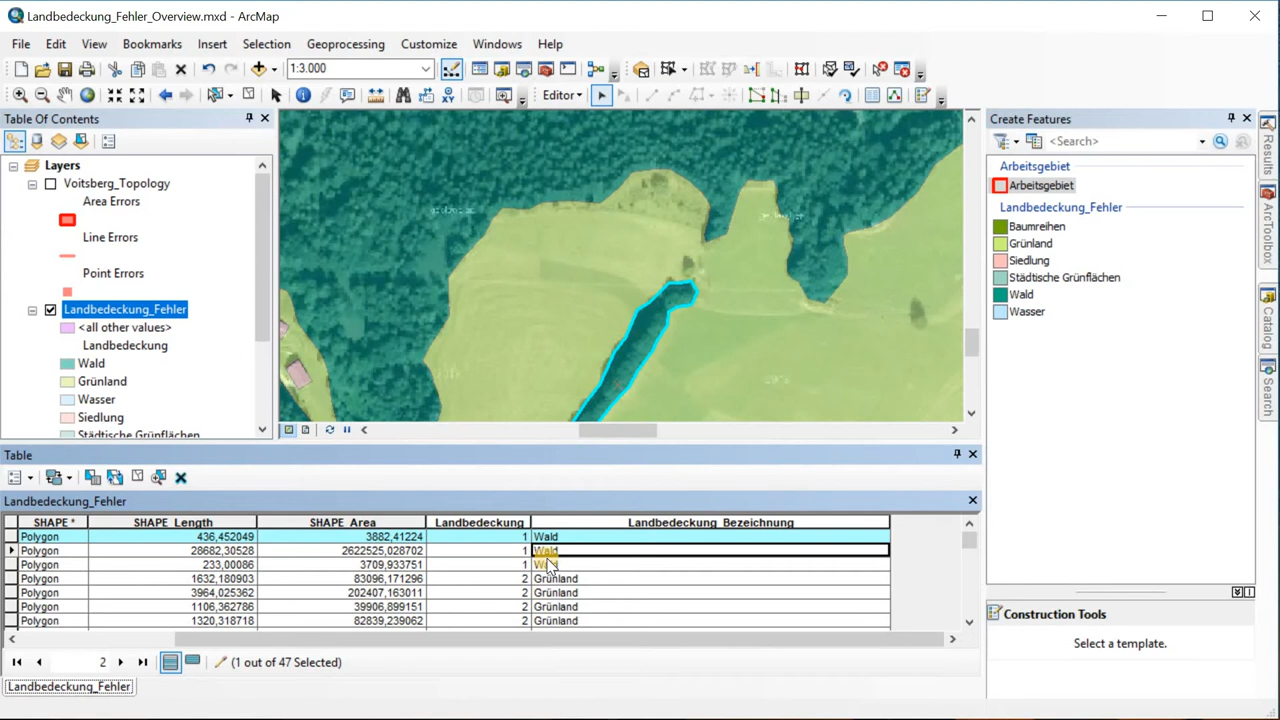 Landbedeckung_Fehler_Overview.mxd - ArcMap
File Edit View Bookmarks Insert Selection Geoprocessing Customize Windows Help
1:3.000
Editor
Table Of Contents
Layers
Voitsberg_Topology
Area Errors
Line Errors
Point Errors
Landbedeckung_Fehler
<all other values>
Landbedeckung
Wald
Grünland
Wasser
Siedlung
Städtische Grünflächen
Create Features
<Search>
Arbeitsgebiet
Arbeitsgebiet
Landbedeckung_Fehler
Baumreihen
Grünland
Siedlung
Städtische Grünflächen
Wald
Wasser
Construction Tools
Select a template.
Results
ArcToolbox
Catalog
Search
Table
Landbedeckung_Fehler
SHAPE * SHAPE_Length SHAPE_Area Landbedeckung Landbedeckung_Bezeichnung
Polygon 436,452049 3882,41224 1 Wald
Polygon 28682,30528 2622525,028702 1 Wald
Polygon 233,00086 3709,933751 1
Polygon 1632,180903 83096,171296 2 Grünland
Polygon 3964,025362 202407,163011 2 Grünland
Polygon 1106,362786 39906,899151 2 Grünland
Polygon 1320,318718 82839,239062 2 Grünland
2 (1 out of 47 Selected)
Landbedeckung_Fehler